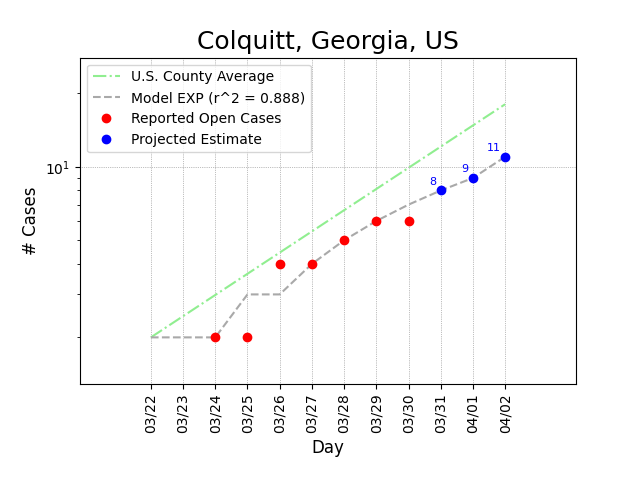 Colquitt, Georgia, US
U.S. County Average
Model EXP (r^2 = 0.888)
Reported Open Cases
Projected Estimate
# Cases
10^1
8
9
11
03/22
03/23
03/24
03/25
03/26
03/27
03/28
03/29
03/30
03/31
04/01
04/02
Day